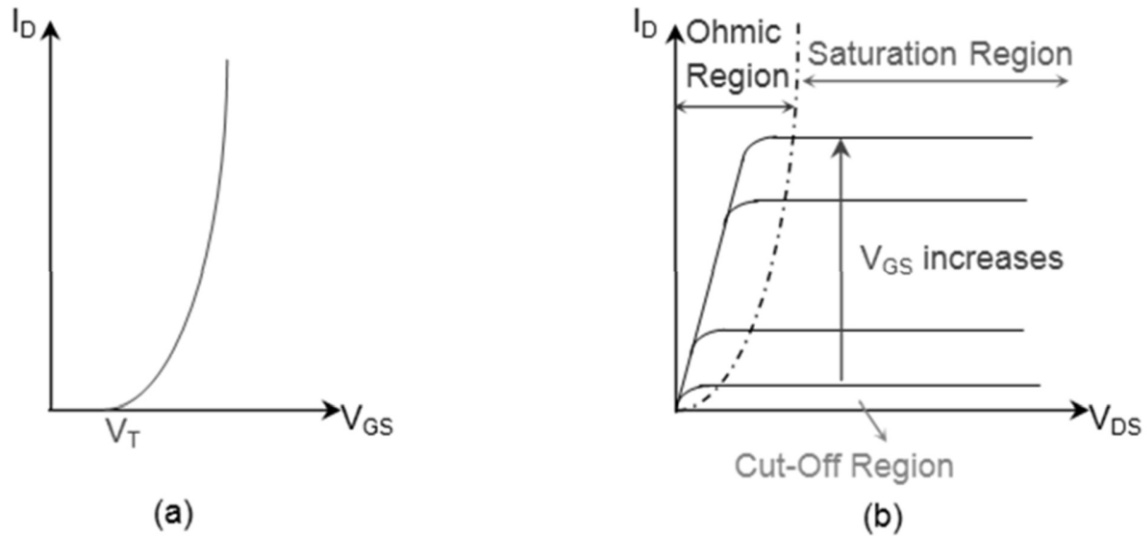 I_D
V_T
V_GS
(a)
I_D
Ohmic
Region
Saturation Region
V_GS increases
V_DS
Cut-Off Region
(b)